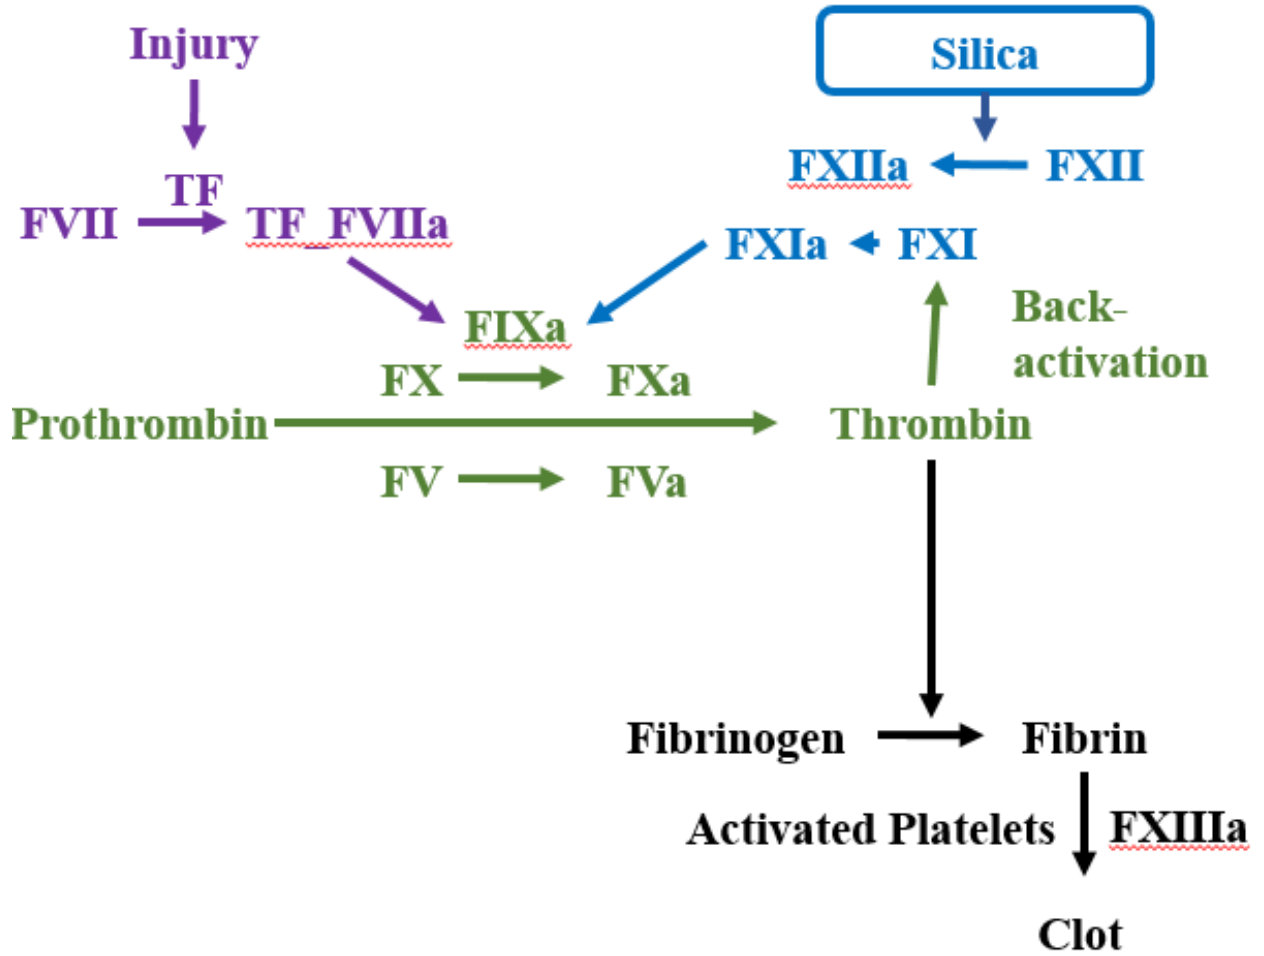 Injury
Silica
FXIIa FXII
TF
FVII TF_FVIIa
FXIa FXI
Back-
activation
FIXa
FX FXa
Prothrombin Thrombin
FV FVa
Fibrinogen Fibrin
Activated Platelets FXIIIa
Clot